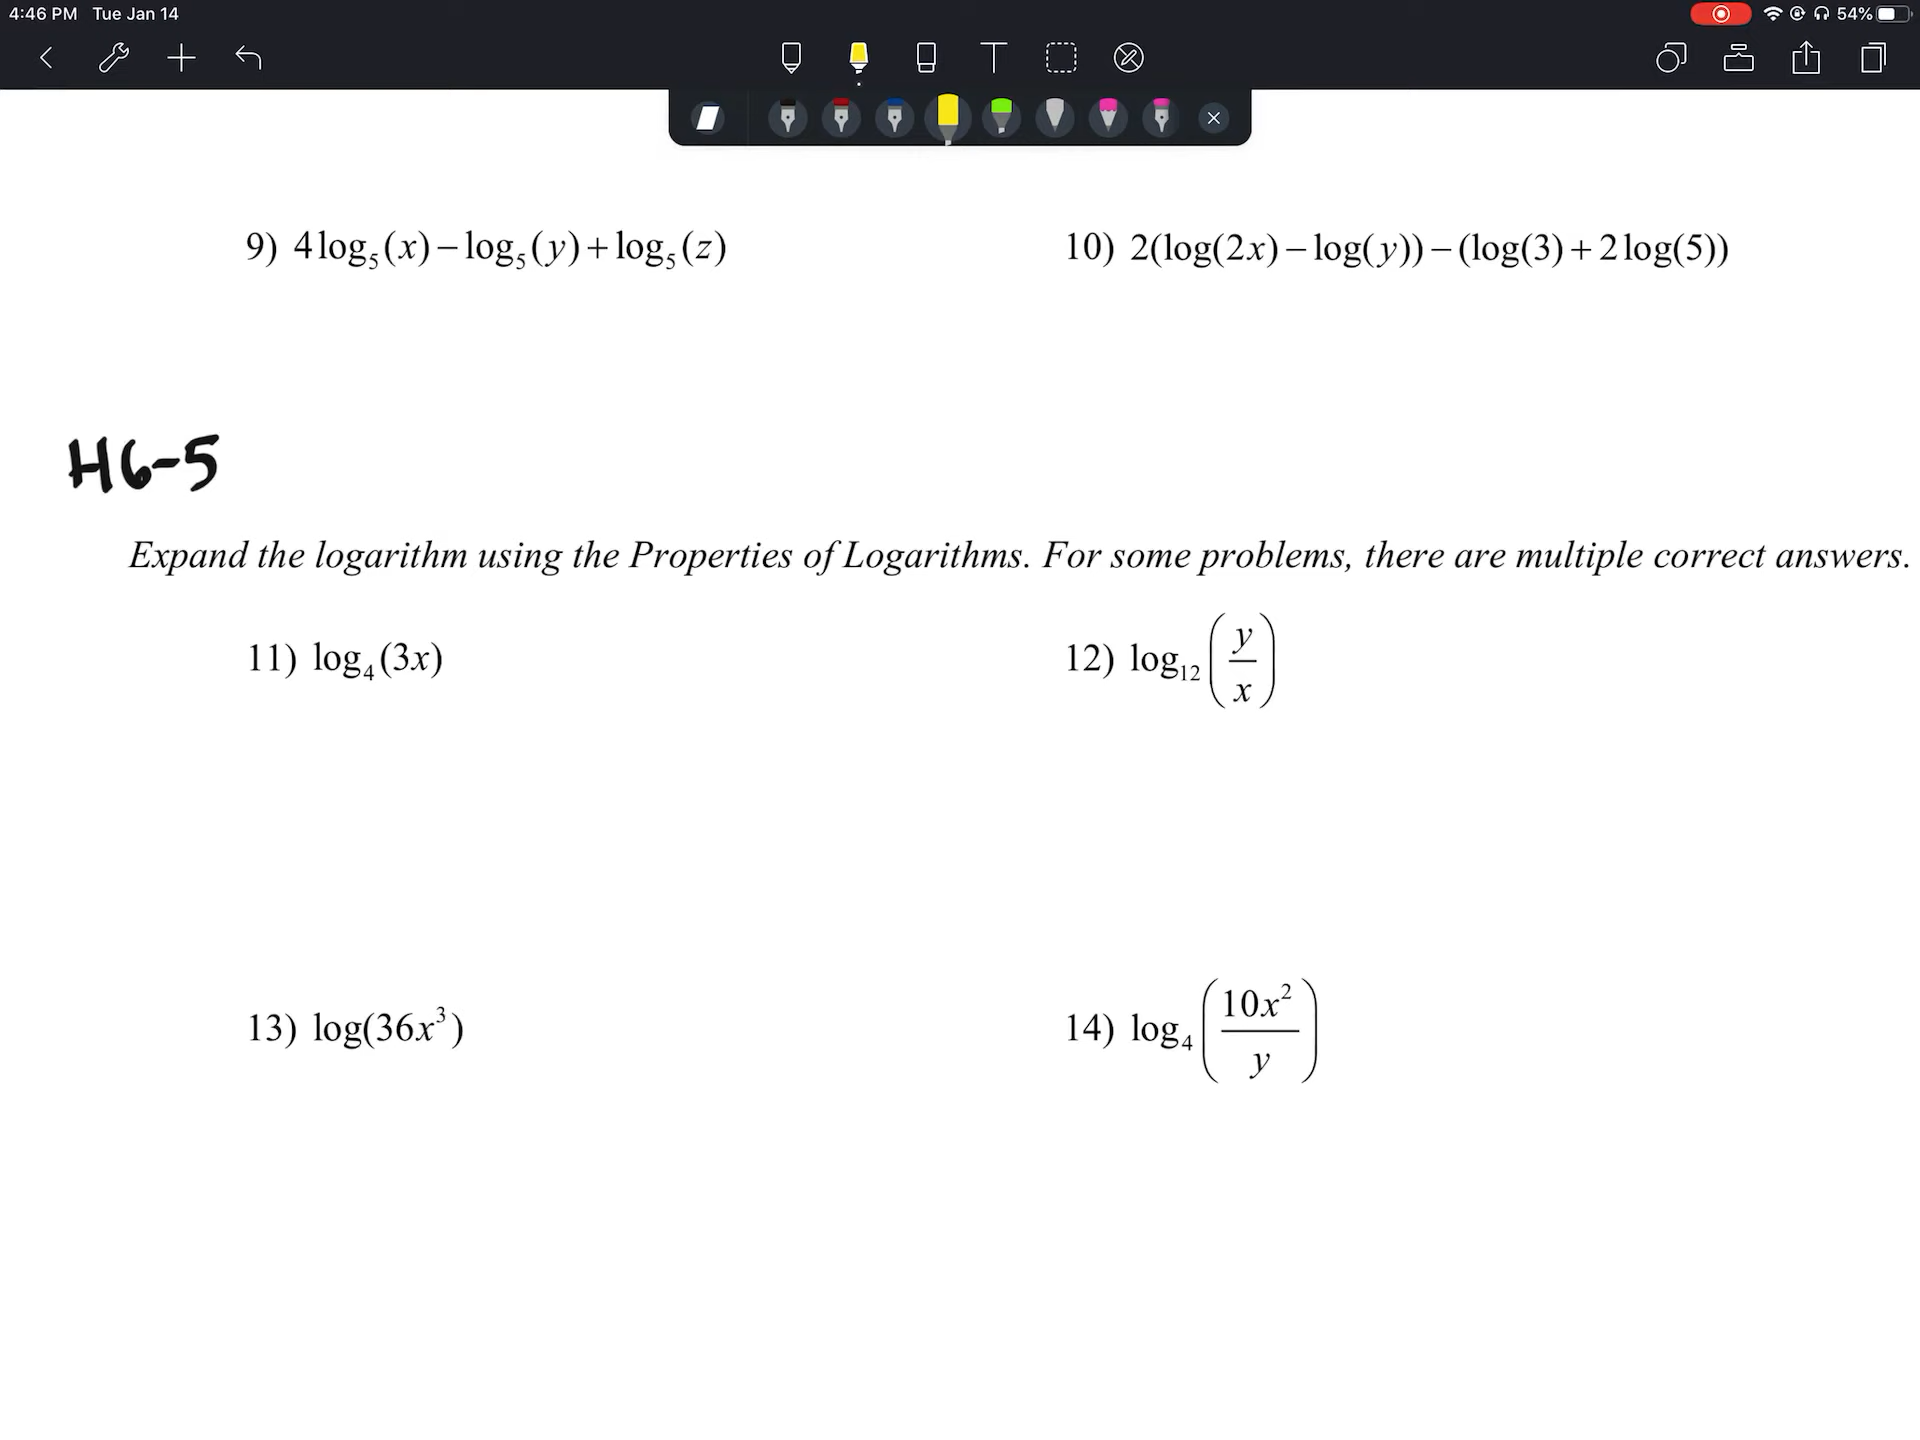 4:46 PM Tue Jan 14 54%
9) 4log₅(x)−log₅(y)+log₅(z)
10) 2(log(2x)−log(y))−(log(3)+2log(5))
H6-5
Expand the logarithm using the Properties of Logarithms. For some problems, there are multiple correct answers.
11) log₄(3x)
12) log₁₂(y/x)
13) log(36x³)
14) log₄(10x²/y)